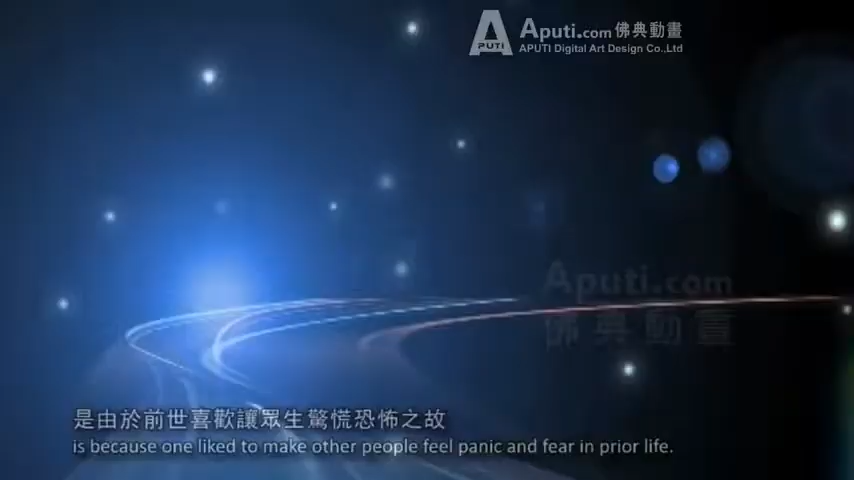 A
PUTI
Aputi.com 佛典動畫
APUTI Digital Art Design Co.,Ltd
Aputi.com
佛典動畫
是由於前世喜歡讓眾生驚慌恐怖之故
is because one liked to make other people feel panic and fear in prior life.